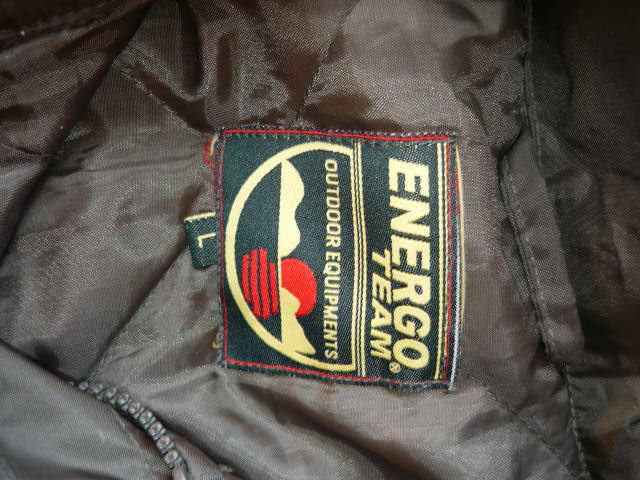 ENERGO
TEAM®
OUTDOOR EQUIPMENTS
L